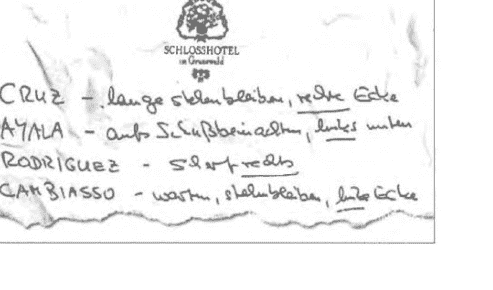 SCHLOSSHOTEL
im Grunewald
CRUZ - lange stehenbleiben, rechte Ecke
AYALA - aufs Schußbein achten, links unten
RODRIGUEZ - scharf rechts
CAMBIASSO - warten, stehnbleiben, linke Ecke